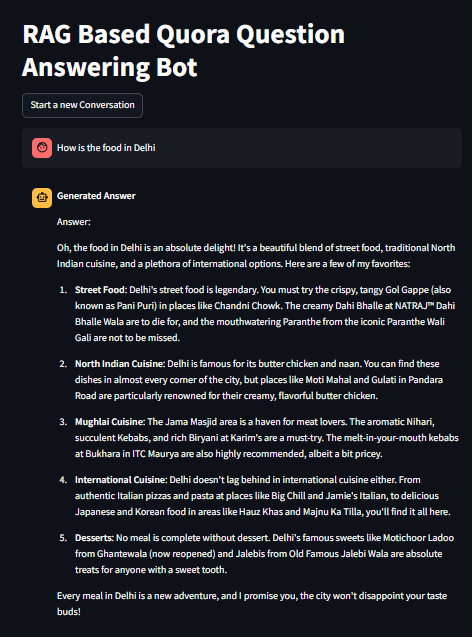 RAG Based Quora Question
Answering Bot
Start a new Conversation
How is the food in Delhi
Generated Answer
Answer:
Oh, the food in Delhi is an absolute delight! It's a beautiful blend of street food, traditional North
Indian cuisine, and a plethora of international options. Here are a few of my favorites:
1. Street Food: Delhi's street food is legendary. You must try the crispy, tangy Gol Gappe (also
known as Pani Puri) in places like Chandni Chowk. The creamy Dahi Bhalle at NATRAJ™ Dahi
Bhalle Wala are to die for, and the mouthwatering Paranthe from the iconic Paranthe Wali
Gali are not to be missed.
2. North Indian Cuisine: Delhi is famous for its butter chicken and naan. You can find these
dishes in almost every corner of the city, but places like Moti Mahal and Gulati in Pandara
Road are particularly renowned for their creamy, flavorful butter chicken.
3. Mughlai Cuisine: The Jama Masjid area is a haven for meat lovers. The aromatic Nihari,
succulent Kebabs, and rich Biryani at Karim's are a must-try. The melt-in-your-mouth kebabs
at Bukhara in ITC Maurya are also highly recommended, albeit a bit pricey.
4. International Cuisine: Delhi doesn't lag behind in international cuisine either. From
authentic Italian pizzas and pasta at places like Big Chill and Jamie's Italian, to delicious
Japanese and Korean food in areas like Hauz Khas and Majnu Ka Tilla, you'll find it all here.
5. Desserts: No meal is complete without dessert. Delhi's famous sweets like Motichoor Ladoo
from Ghantewala (now reopened) and Jalebis from Old Famous Jalebi Wala are absolute
treats for anyone with a sweet tooth.
Every meal in Delhi is a new adventure, and I promise you, the city won't disappoint your taste
buds!